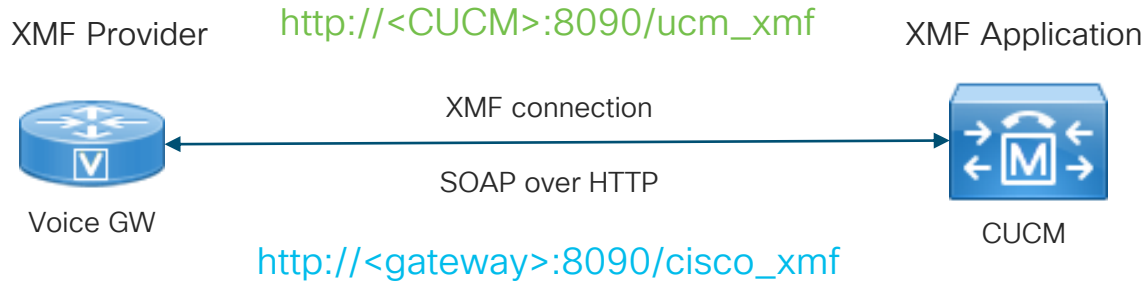 XMF Provider
http://<CUCM>:8090/ucm_xmf
XMF Application
XMF connection
SOAP over HTTP
V
M
Voice GW
CUCM
http://<gateway>:8090/cisco_xmf